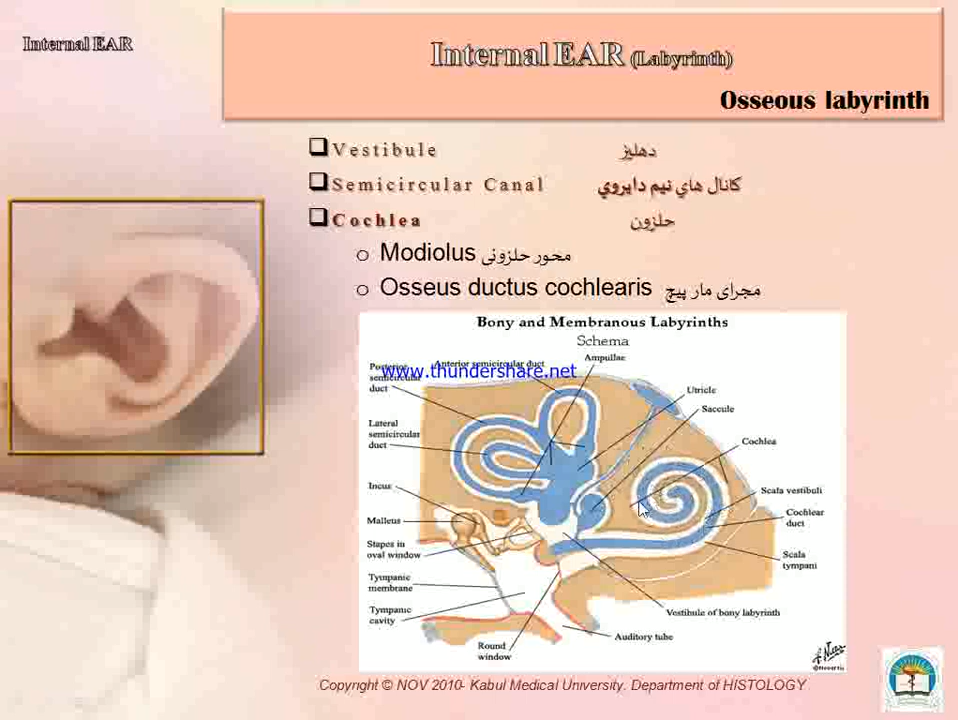 Internal EAR
Internal EAR (Labyrinth)
Osseous labyrinth
Vestibule دهليز
Semicircular Canal كانال هاي نيم دايروي
Cochlea حلزون
Modiolus محور حلزونی
Osseus ductus cochlearis مجرای مار پیچ
Bony and Membranous Labyrinths
Schema
Anterior semicircular duct
Ampullae
www.thundershare.net
Posterior
semicircular
duct
Utricle
Saccule
Lateral
semicircular
duct
Cochlea
Incus
Scala vestibuli
Malleus
Cochlear
duct
Stapes in
oval window
Scala
tympani
Tympanic
membrane
Tympanic
cavity
Vestibule of bony labyrinth
Auditory tube
Round
window
Copyright © NOV 2010- Kabul Medical University. Department of HISTOLOGY